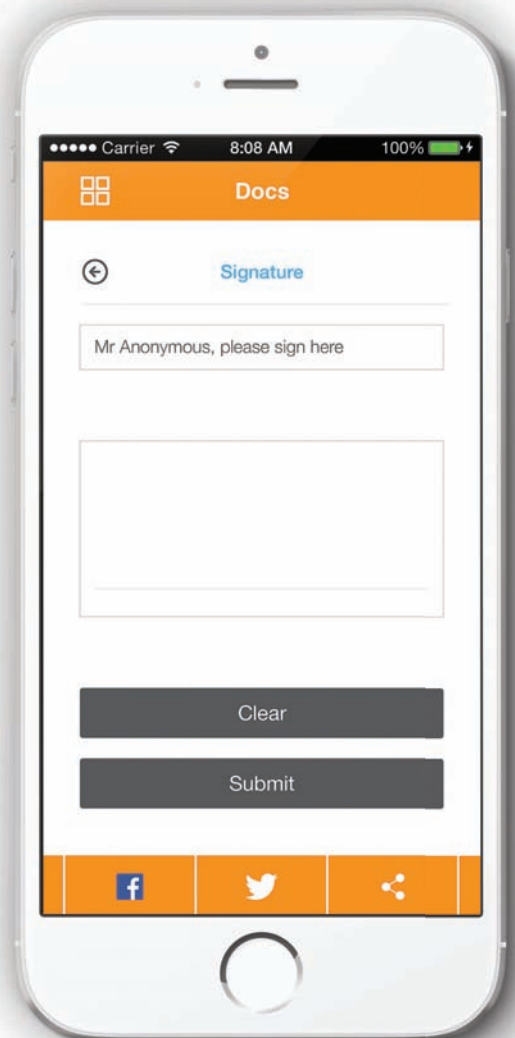 Carrier 8:08 AM 100%
Docs
Signature
Mr Anonymous, please sign here
Clear
Submit